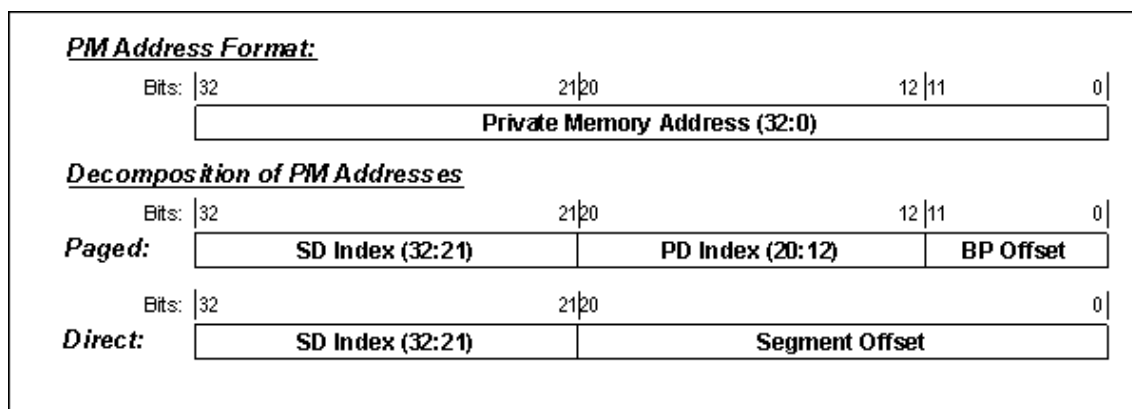 PM Address Format:
Bits: 32 21 20 12 11 0
Private Memory Address (32:0)
Decomposition of PM Addresses
Bits: 32 21 20 12 11 0
Paged: SD Index (32:21) PD Index (20:12) BP Offset
Bits: 32 21 20 0
Direct: SD Index (32:21) Segment Offset